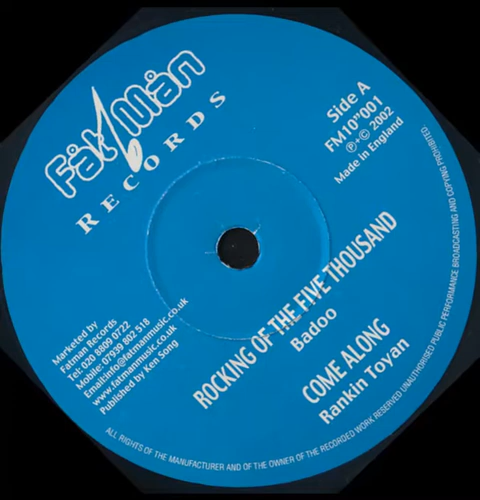 Fat Man
RECORDS
Side A
FM10"001
℗+© 2002
Made in England
ROCKING OF THE FIVE THOUSAND
Badoo
COME ALONG
Rankin Toyan
Marketed by
Fatman Records
Tel: 020 8809 0722
Mobile: 07939 802 518
Email:info@fatmanmusic.co.uk
www.fatmanmusic.co.uk
Published by Ken Song
ALL RIGHTS OF THE MANUFACTURER AND OF THE OWNER OF THE RECORDED WORK RESERVED UNAUTHORISED PUBLIC PERFORMANCE BROADCASTING AND COPYING PROHIBITED.